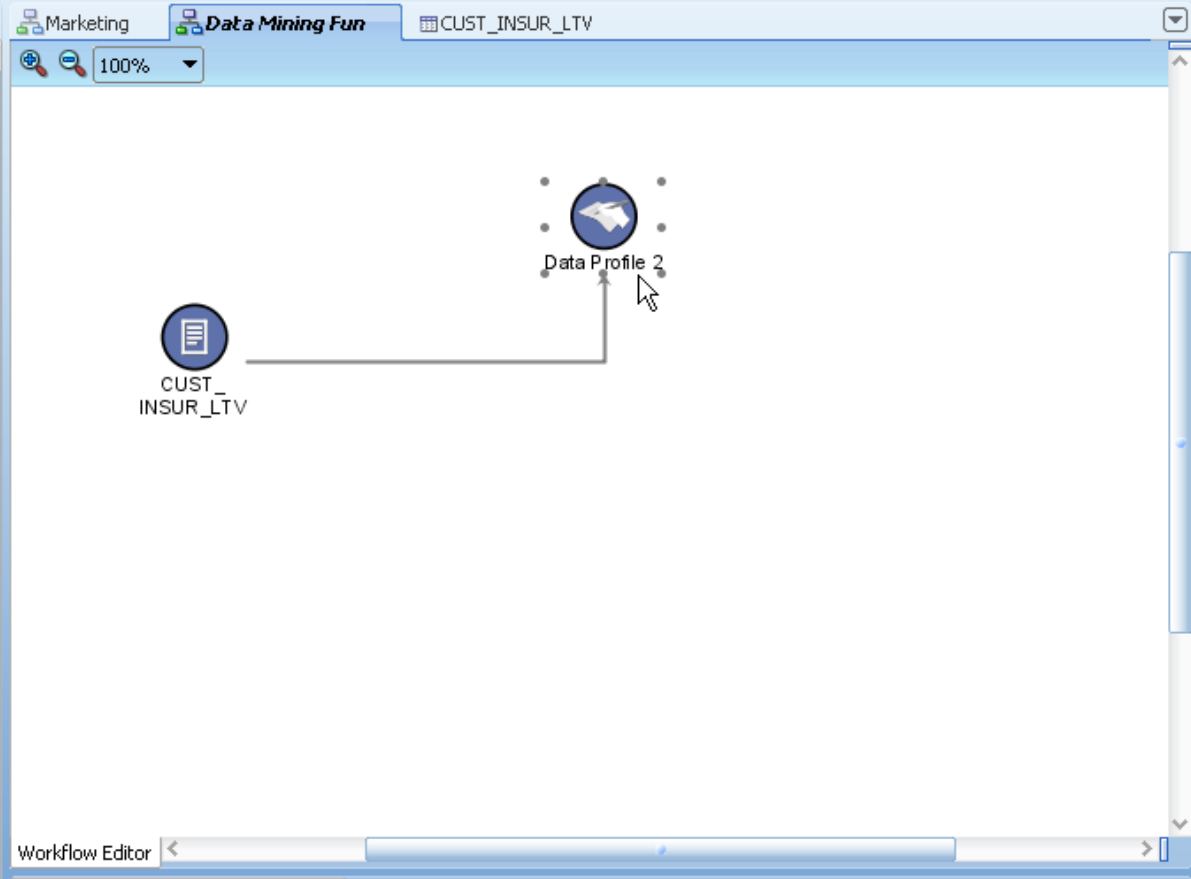 Marketing
Data Mining Fun
CUST_INSUR_LTV
100%
Data Profile 2
CUST_
INSUR_LTV
Workflow Editor